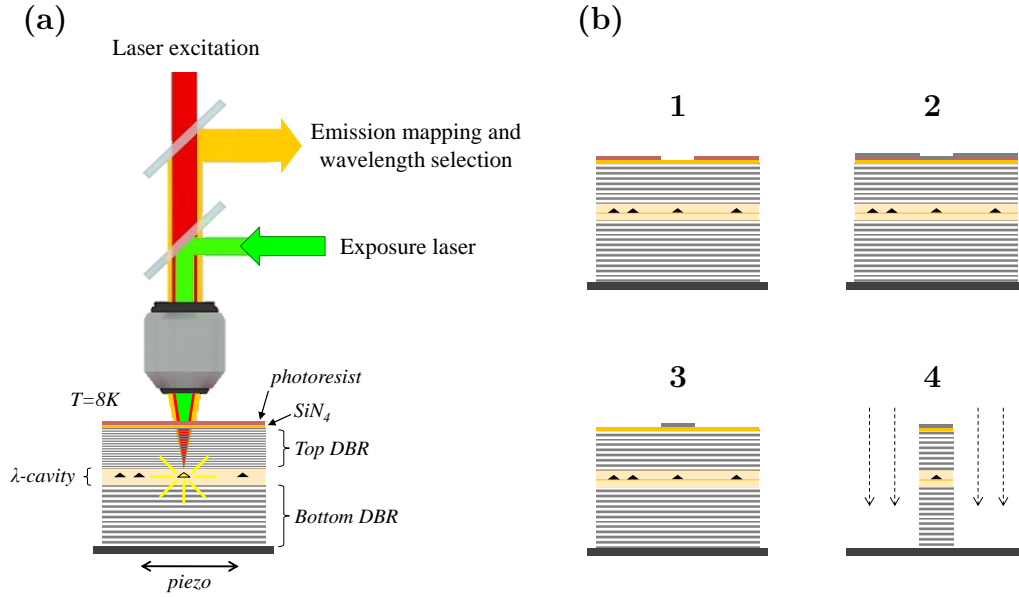 (a)
Laser excitation
Emission mapping and
wavelength selection
Exposure laser
T=8K
photoresist
SiN4
Top DBR
λ-cavity
Bottom DBR
piezo
(b)
1
2
3
4